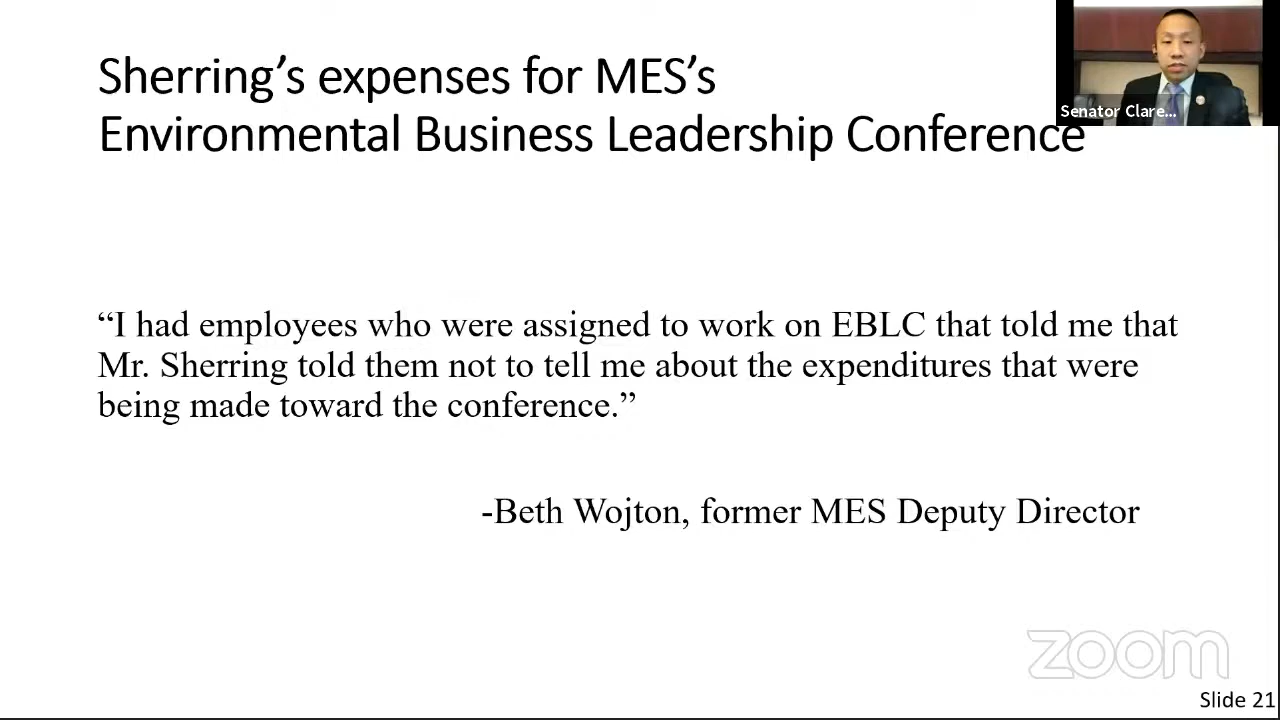 Sherring’s expenses for MES’s
Environmental Business Leadership Conference
Senator Clare...
“I had employees who were assigned to work on EBLC that told me that
Mr. Sherring told them not to tell me about the expenditures that were
being made toward the conference.”
-Beth Wojton, former MES Deputy Director
zoom
Slide 21